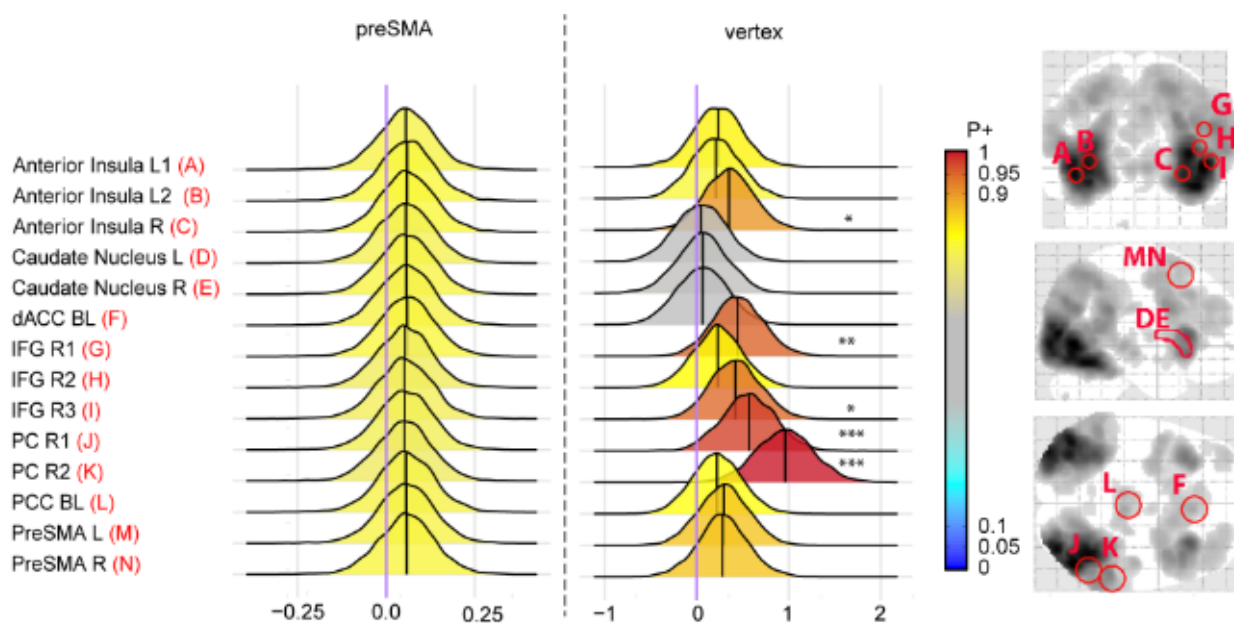 preSMA
vertex
Anterior Insula L1 (A)
Anterior Insula L2 (B)
Anterior Insula R (C)
Caudate Nucleus L (D)
Caudate Nucleus R (E)
dACC BL (F)
IFG R1 (G)
IFG R2 (H)
IFG R3 (I)
PC R1 (J)
PC R2 (K)
PCC BL (L)
PreSMA L (M)
PreSMA R (N)
−0.25 0.0 0.25
*
**
*
***
***
−1 0 1 2
P+
1
0.95
0.9
0.1
0.05
0
G
H
B
A
C
I
MN
DE
L
F
J
K